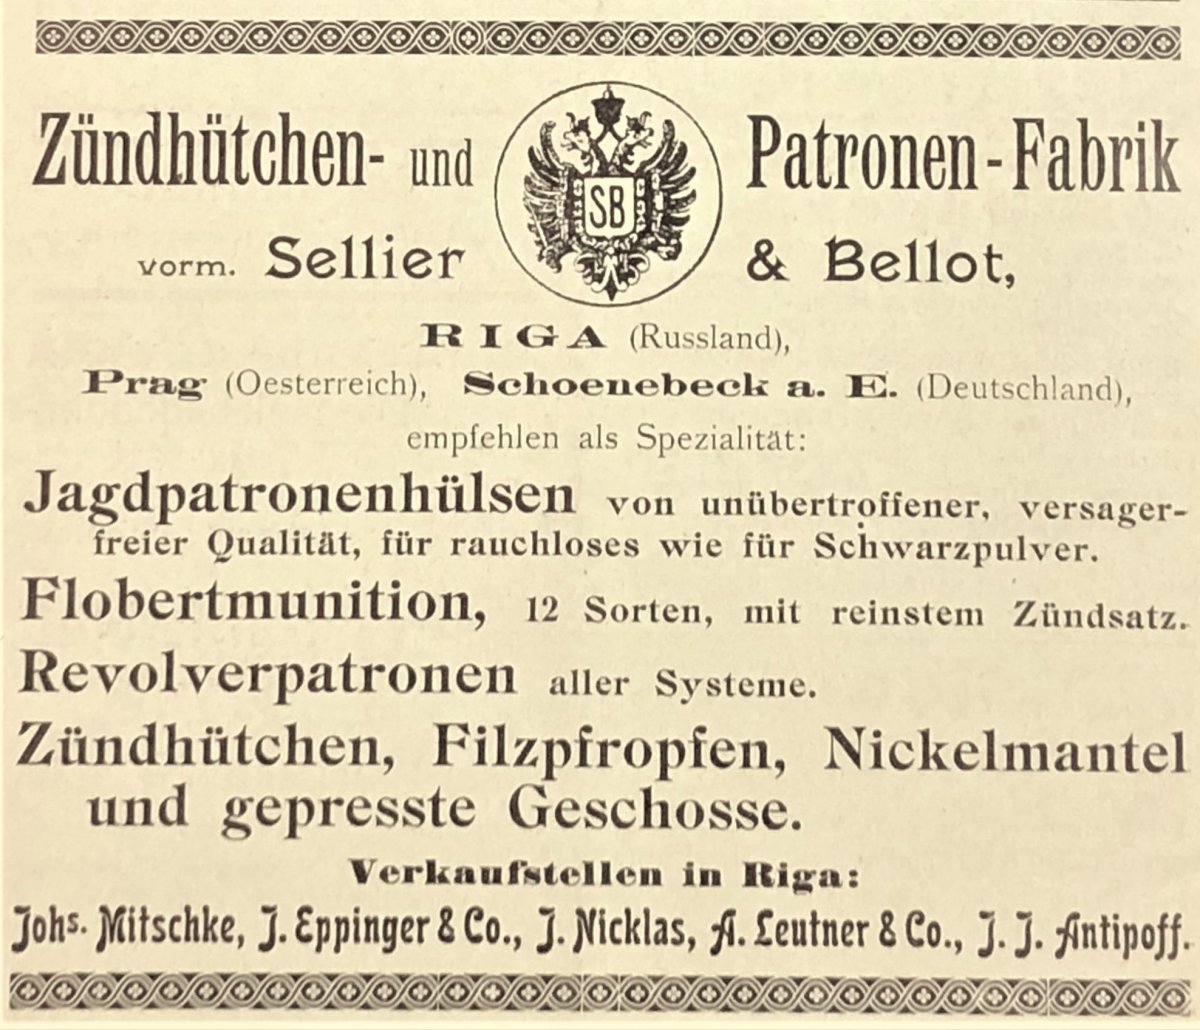 Zündhütchen- und Patronen-Fabrik
SB
vorm. Sellier & Bellot,
RIGA (Russland),
Prag (Oesterreich), Schoenebeck a. E. (Deutschland),
empfehlen als Spezialität:
Jagdpatronenhülsen von unübertroffener, versager-
freier Qualität, für rauchloses wie für Schwarzpulver.
Flobertmunition, 12 Sorten, mit reinstem Zündsatz.
Revolverpatronen aller Systeme.
Zündhütchen, Filzpfropfen, Nickelmantel
und gepresste Geschosse.
Verkaufstellen in Riga:
Johs. Mitschke, J. Eppinger & Co., J. Nicklas, A. Leutner & Co., J. J. Antipoff.